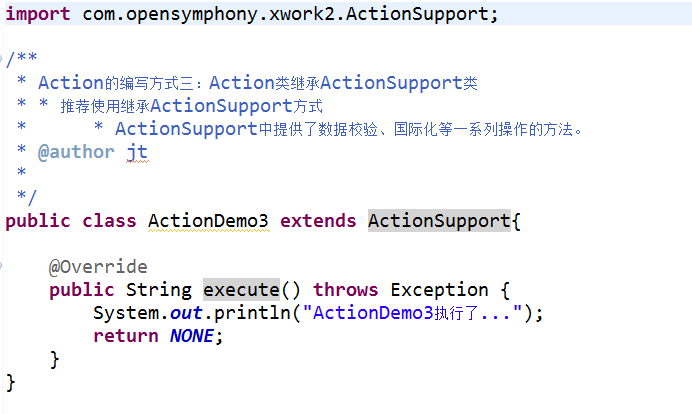 import com.opensymphony.xwork2.ActionSupport;
/**
* Action的编写方式三：Action类继承ActionSupport类
* * 推荐使用继承ActionSupport方式
* * ActionSupport中提供了数据校验、国际化等一系列操作的方法。
* @author jt
*
*/
public class ActionDemo3 extends ActionSupport{
@Override
public String execute() throws Exception {
System.out.println("ActionDemo3执行了...");
return NONE;
}
}